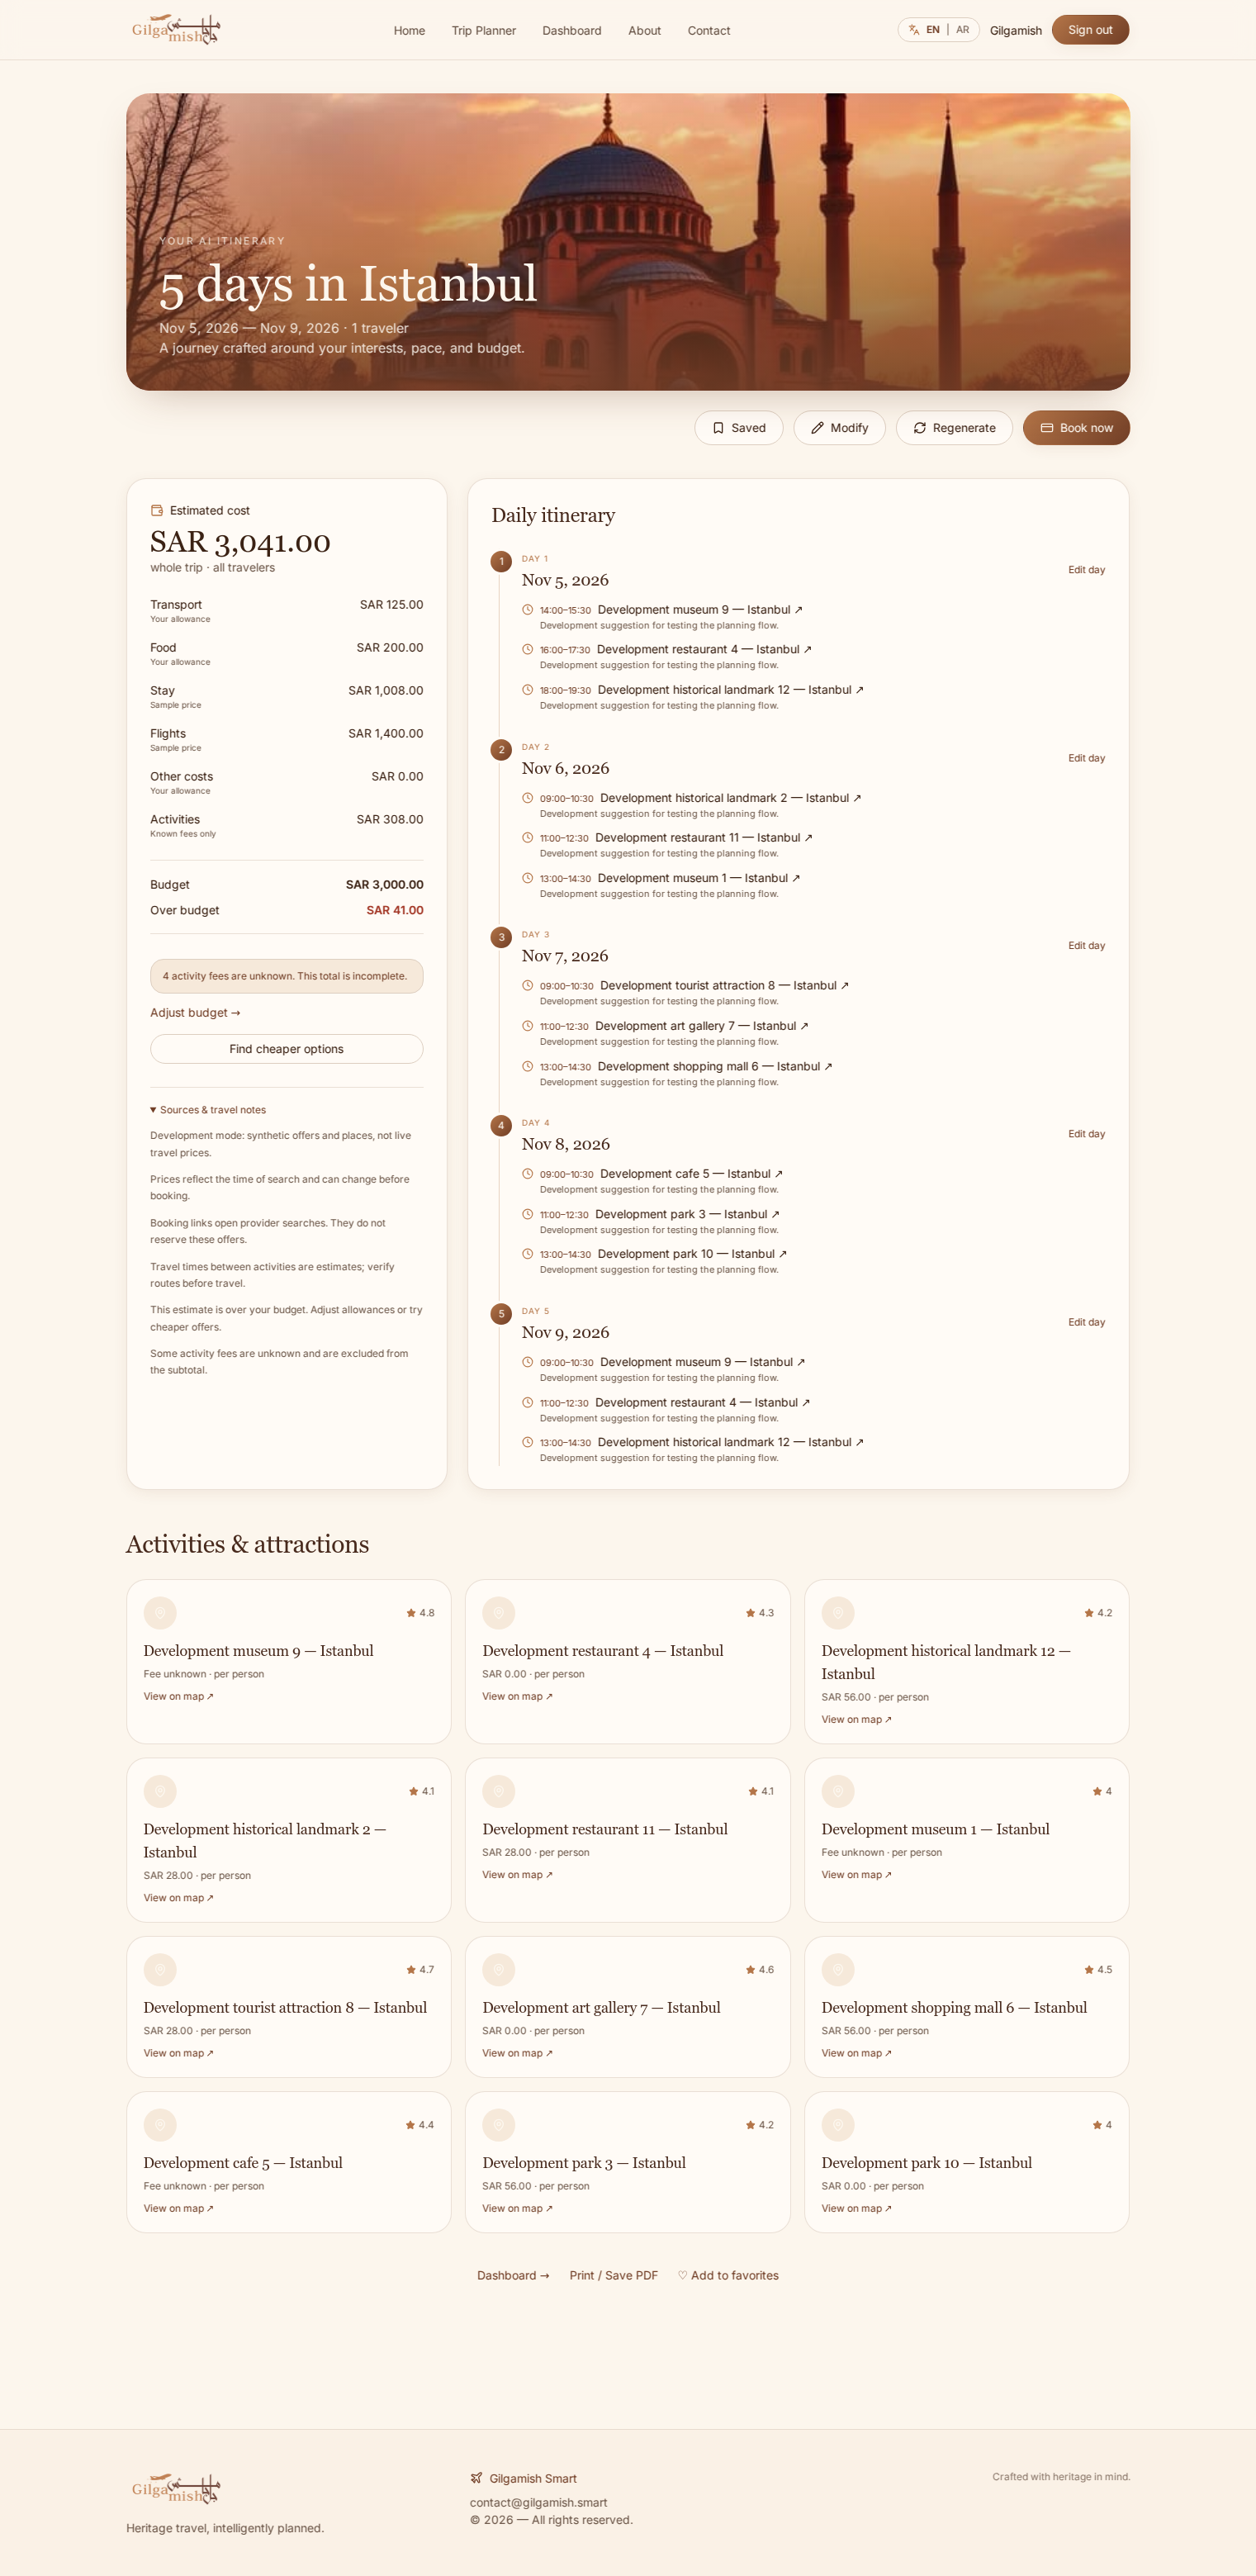 Gilgamish
Home
Trip Planner
Dashboard
About
Contact
EN | AR
Gilgamish
Sign out
YOUR AI ITINERARY
5 days in Istanbul
Nov 5, 2026 — Nov 9, 2026 · 1 traveler
A journey crafted around your interests, pace, and budget.
Saved
Modify
Regenerate
Book now
Estimated cost
SAR 3,041.00
whole trip · all travelers
Transport SAR 125.00
Your allowance
Food SAR 200.00
Your allowance
Stay SAR 1,008.00
Sample price
Flights SAR 1,400.00
Sample price
Other costs SAR 0.00
Your allowance
Activities SAR 308.00
Known fees only
Budget SAR 3,000.00
Over budget SAR 41.00
4 activity fees are unknown. This total is incomplete.
Adjust budget →
Find cheaper options
▼ Sources & travel notes
Development mode: synthetic offers and places, not live
travel prices.
Prices reflect the time of search and can change before
booking.
Booking links open provider searches. They do not
reserve these offers.
Travel times between activities are estimates; verify
routes before travel.
This estimate is over your budget. Adjust allowances or try
cheaper offers.
Some activity fees are unknown and are excluded from
the subtotal.
Daily itinerary
1 DAY 1
Nov 5, 2026 Edit day
14:00–15:30 Development museum 9 — Istanbul ↗
Development suggestion for testing the planning flow.
16:00–17:30 Development restaurant 4 — Istanbul ↗
Development suggestion for testing the planning flow.
18:00–19:30 Development historical landmark 12 — Istanbul ↗
Development suggestion for testing the planning flow.
2 DAY 2
Nov 6, 2026 Edit day
09:00–10:30 Development historical landmark 2 — Istanbul ↗
Development suggestion for testing the planning flow.
11:00–12:30 Development restaurant 11 — Istanbul ↗
Development suggestion for testing the planning flow.
13:00–14:30 Development museum 1 — Istanbul ↗
Development suggestion for testing the planning flow.
3 DAY 3
Nov 7, 2026 Edit day
09:00–10:30 Development tourist attraction 8 — Istanbul ↗
Development suggestion for testing the planning flow.
11:00–12:30 Development art gallery 7 — Istanbul ↗
Development suggestion for testing the planning flow.
13:00–14:30 Development shopping mall 6 — Istanbul ↗
Development suggestion for testing the planning flow.
4 DAY 4
Nov 8, 2026 Edit day
09:00–10:30 Development cafe 5 — Istanbul ↗
Development suggestion for testing the planning flow.
11:00–12:30 Development park 3 — Istanbul ↗
Development suggestion for testing the planning flow.
13:00–14:30 Development park 10 — Istanbul ↗
Development suggestion for testing the planning flow.
5 DAY 5
Nov 9, 2026 Edit day
09:00–10:30 Development museum 9 — Istanbul ↗
Development suggestion for testing the planning flow.
11:00–12:30 Development restaurant 4 — Istanbul ↗
Development suggestion for testing the planning flow.
13:00–14:30 Development historical landmark 12 — Istanbul ↗
Development suggestion for testing the planning flow.
Activities & attractions
★ 4.8
Development museum 9 — Istanbul
Fee unknown · per person
View on map ↗
★ 4.3
Development restaurant 4 — Istanbul
SAR 0.00 · per person
View on map ↗
★ 4.2
Development historical landmark 12 —
Istanbul
SAR 56.00 · per person
View on map ↗
★ 4.1
Development historical landmark 2 —
Istanbul
SAR 28.00 · per person
View on map ↗
★ 4.1
Development restaurant 11 — Istanbul
SAR 28.00 · per person
View on map ↗
★ 4
Development museum 1 — Istanbul
Fee unknown · per person
View on map ↗
★ 4.7
Development tourist attraction 8 — Istanbul
SAR 28.00 · per person
View on map ↗
★ 4.6
Development art gallery 7 — Istanbul
SAR 0.00 · per person
View on map ↗
★ 4.5
Development shopping mall 6 — Istanbul
SAR 56.00 · per person
View on map ↗
★ 4.4
Development cafe 5 — Istanbul
Fee unknown · per person
View on map ↗
★ 4.2
Development park 3 — Istanbul
SAR 56.00 · per person
View on map ↗
★ 4
Development park 10 — Istanbul
SAR 0.00 · per person
View on map ↗
Dashboard →
Print / Save PDF
♡ Add to favorites
Gilgamish
Heritage travel, intelligently planned.
Gilgamish Smart
contact@gilgamish.smart
© 2026 — All rights reserved.
Crafted with heritage in mind.